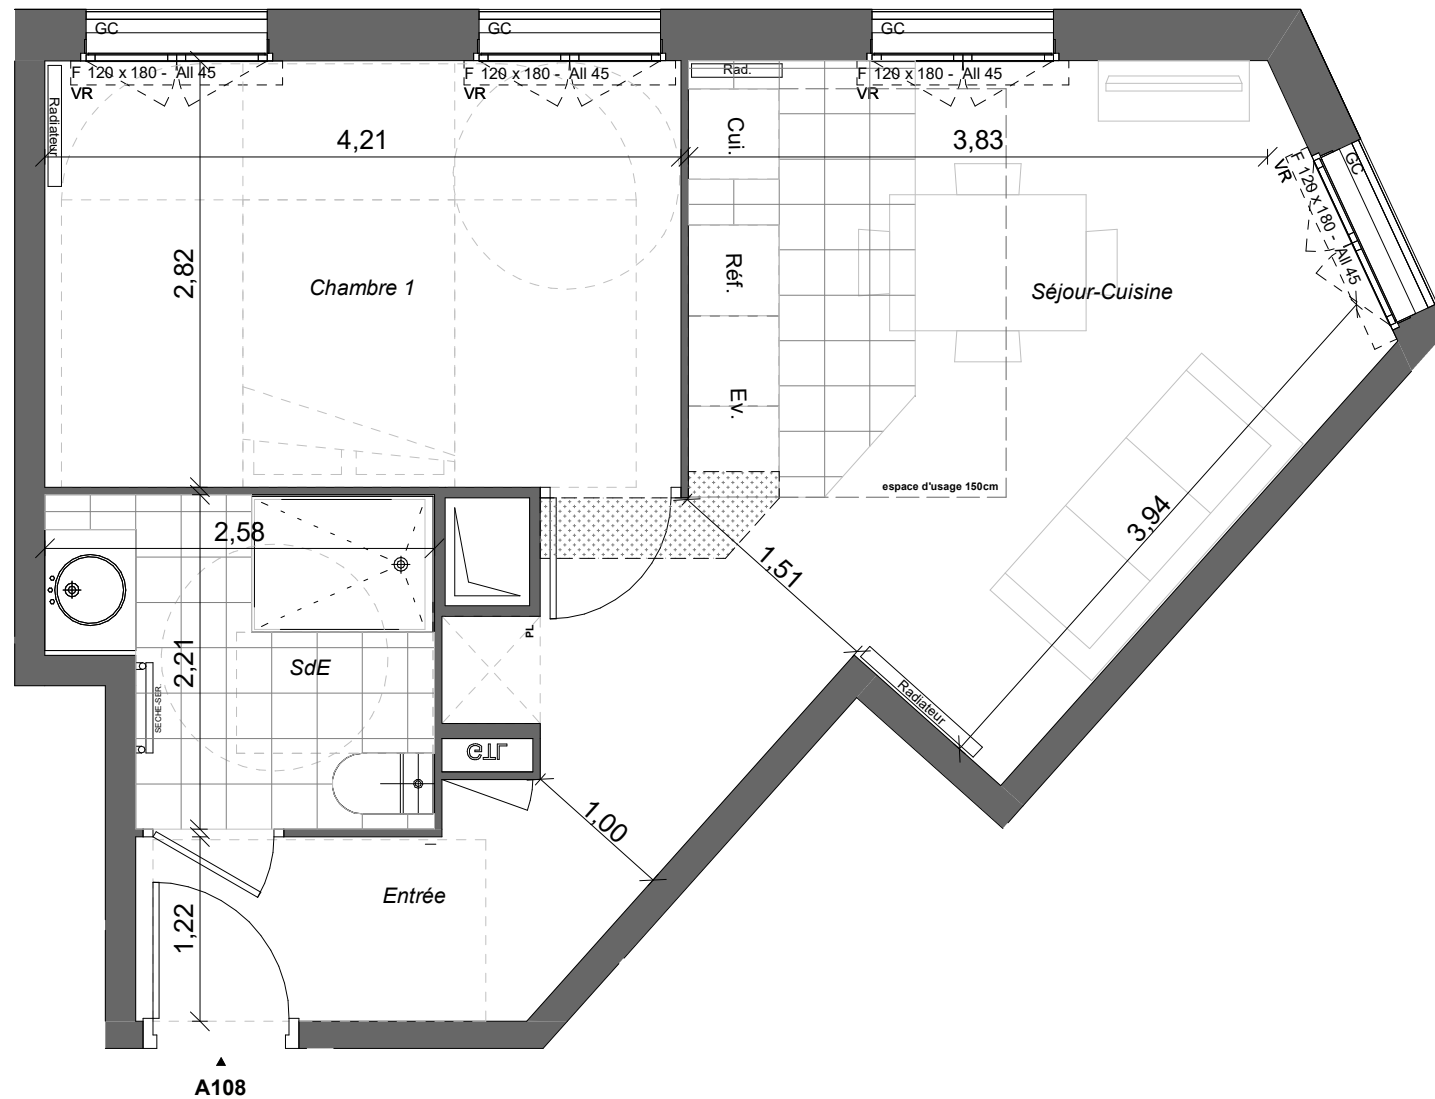 GC
GC
GC
F 120 x 180 - All 45
VR
F 120 x 180 - All 45
VR
Rad.
F 120 x 180 - All 45
VR
Radiateur
4,21
Cui.
3,83
GC
F 120 x 180 - All 45
VR
2,82
Chambre 1
Réf.
Séjour-Cuisine
Ev.
espace d'usage 150cm
2,58
1,51
3,94
PL
2,21
SdE
SECHE-SER.
Radiateur
GTL
1,00
Entrée
1,22
A108